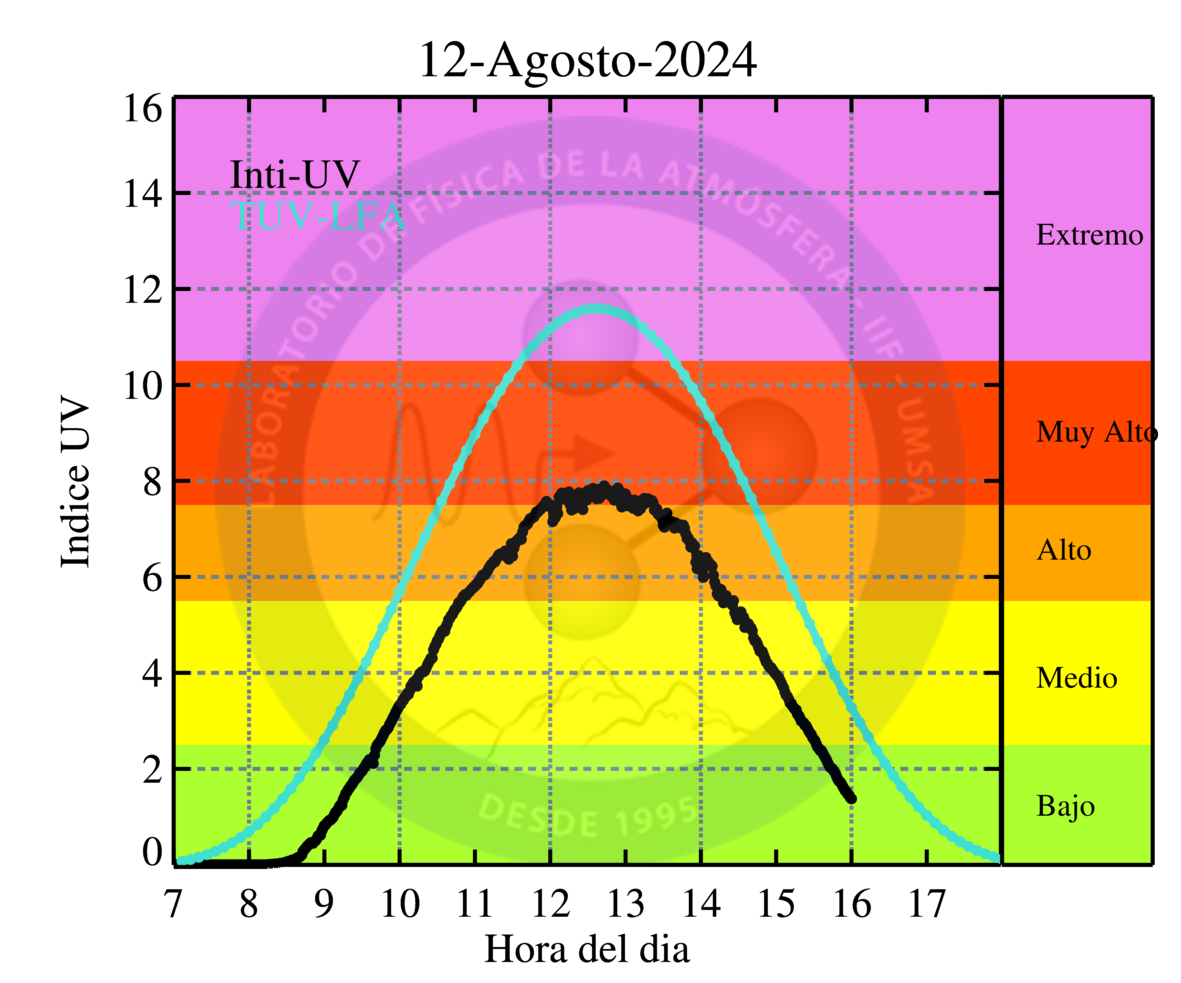 12-Agosto-2024
Inti-UV
TUV-LFA
LABORATORIO DE FÍSICA DE LA ATMÓSFERA - IIF - UMSA
DESDE 1995
Indice UV
16
14
12
10
8
6
4
2
0
Extremo
Muy Alto
Alto
Medio
Bajo
7 8 9 10 11 12 13 14 15 16 17
Hora del dia